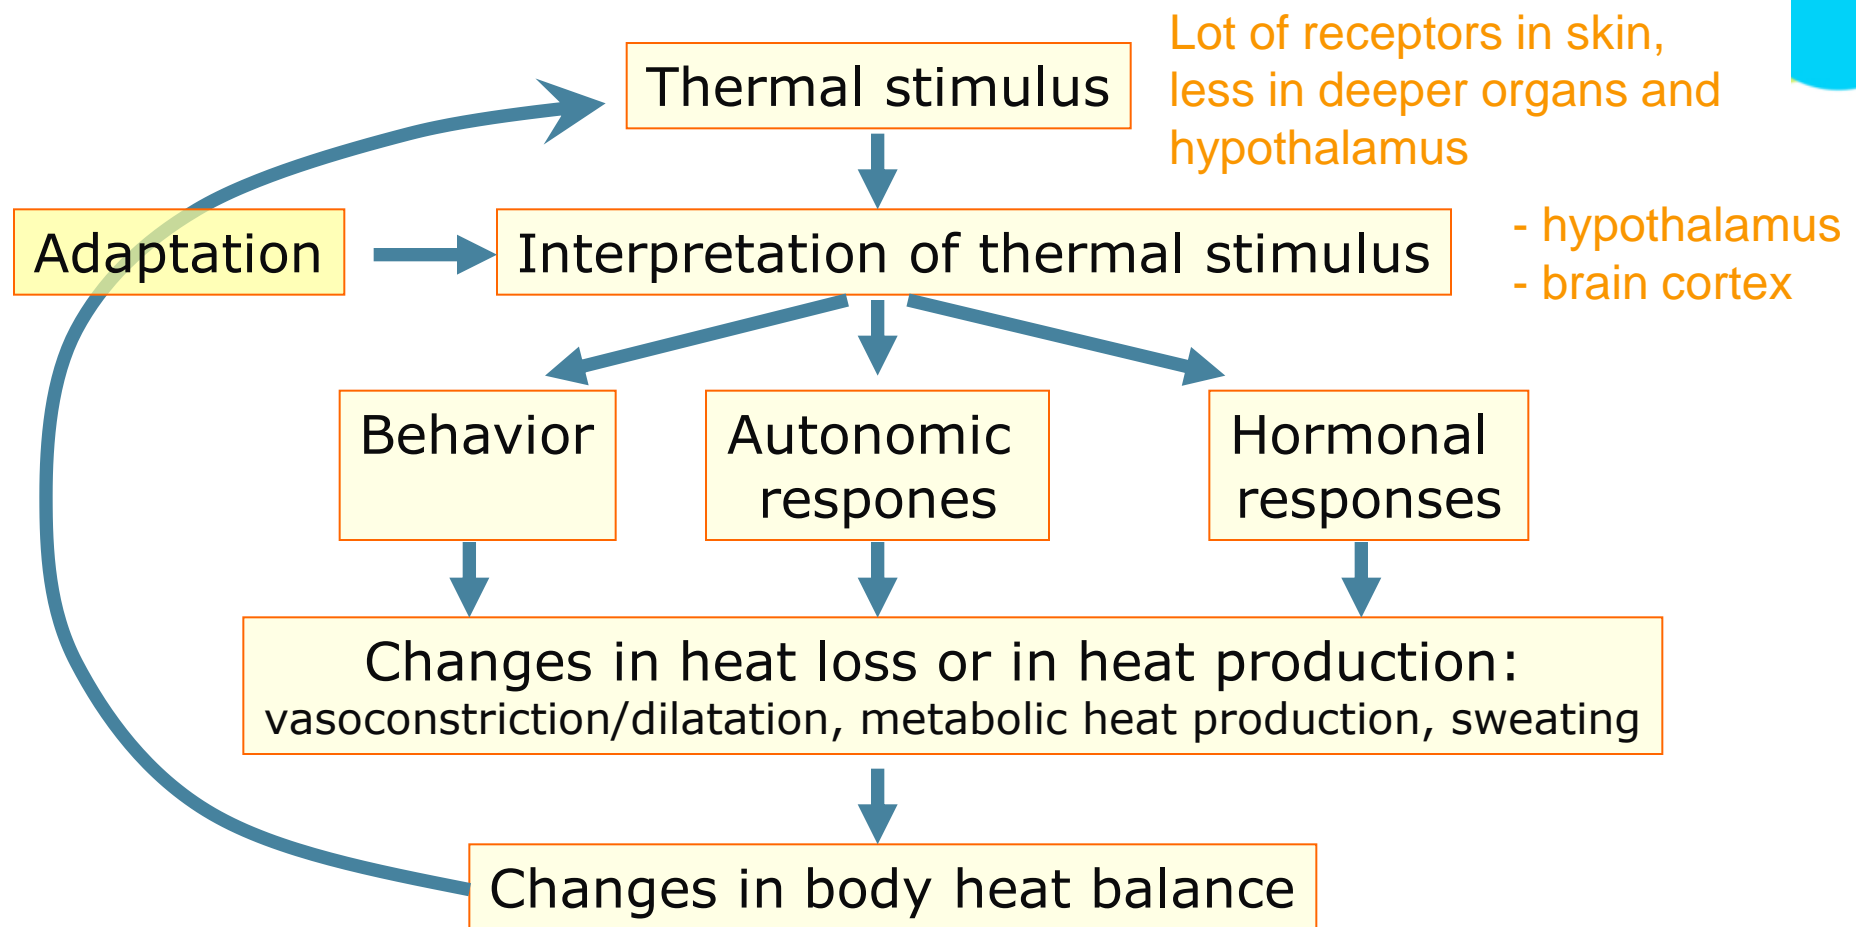 Thermal stimulus
Lot of receptors in skin,
less in deeper organs and
hypothalamus
Adaptation
Interpretation of thermal stimulus
- hypothalamus
- brain cortex
Behavior
Autonomic
respones
Hormonal
responses
Changes in heat loss or in heat production:
vasoconstriction/dilatation, metabolic heat production, sweating
Changes in body heat balance